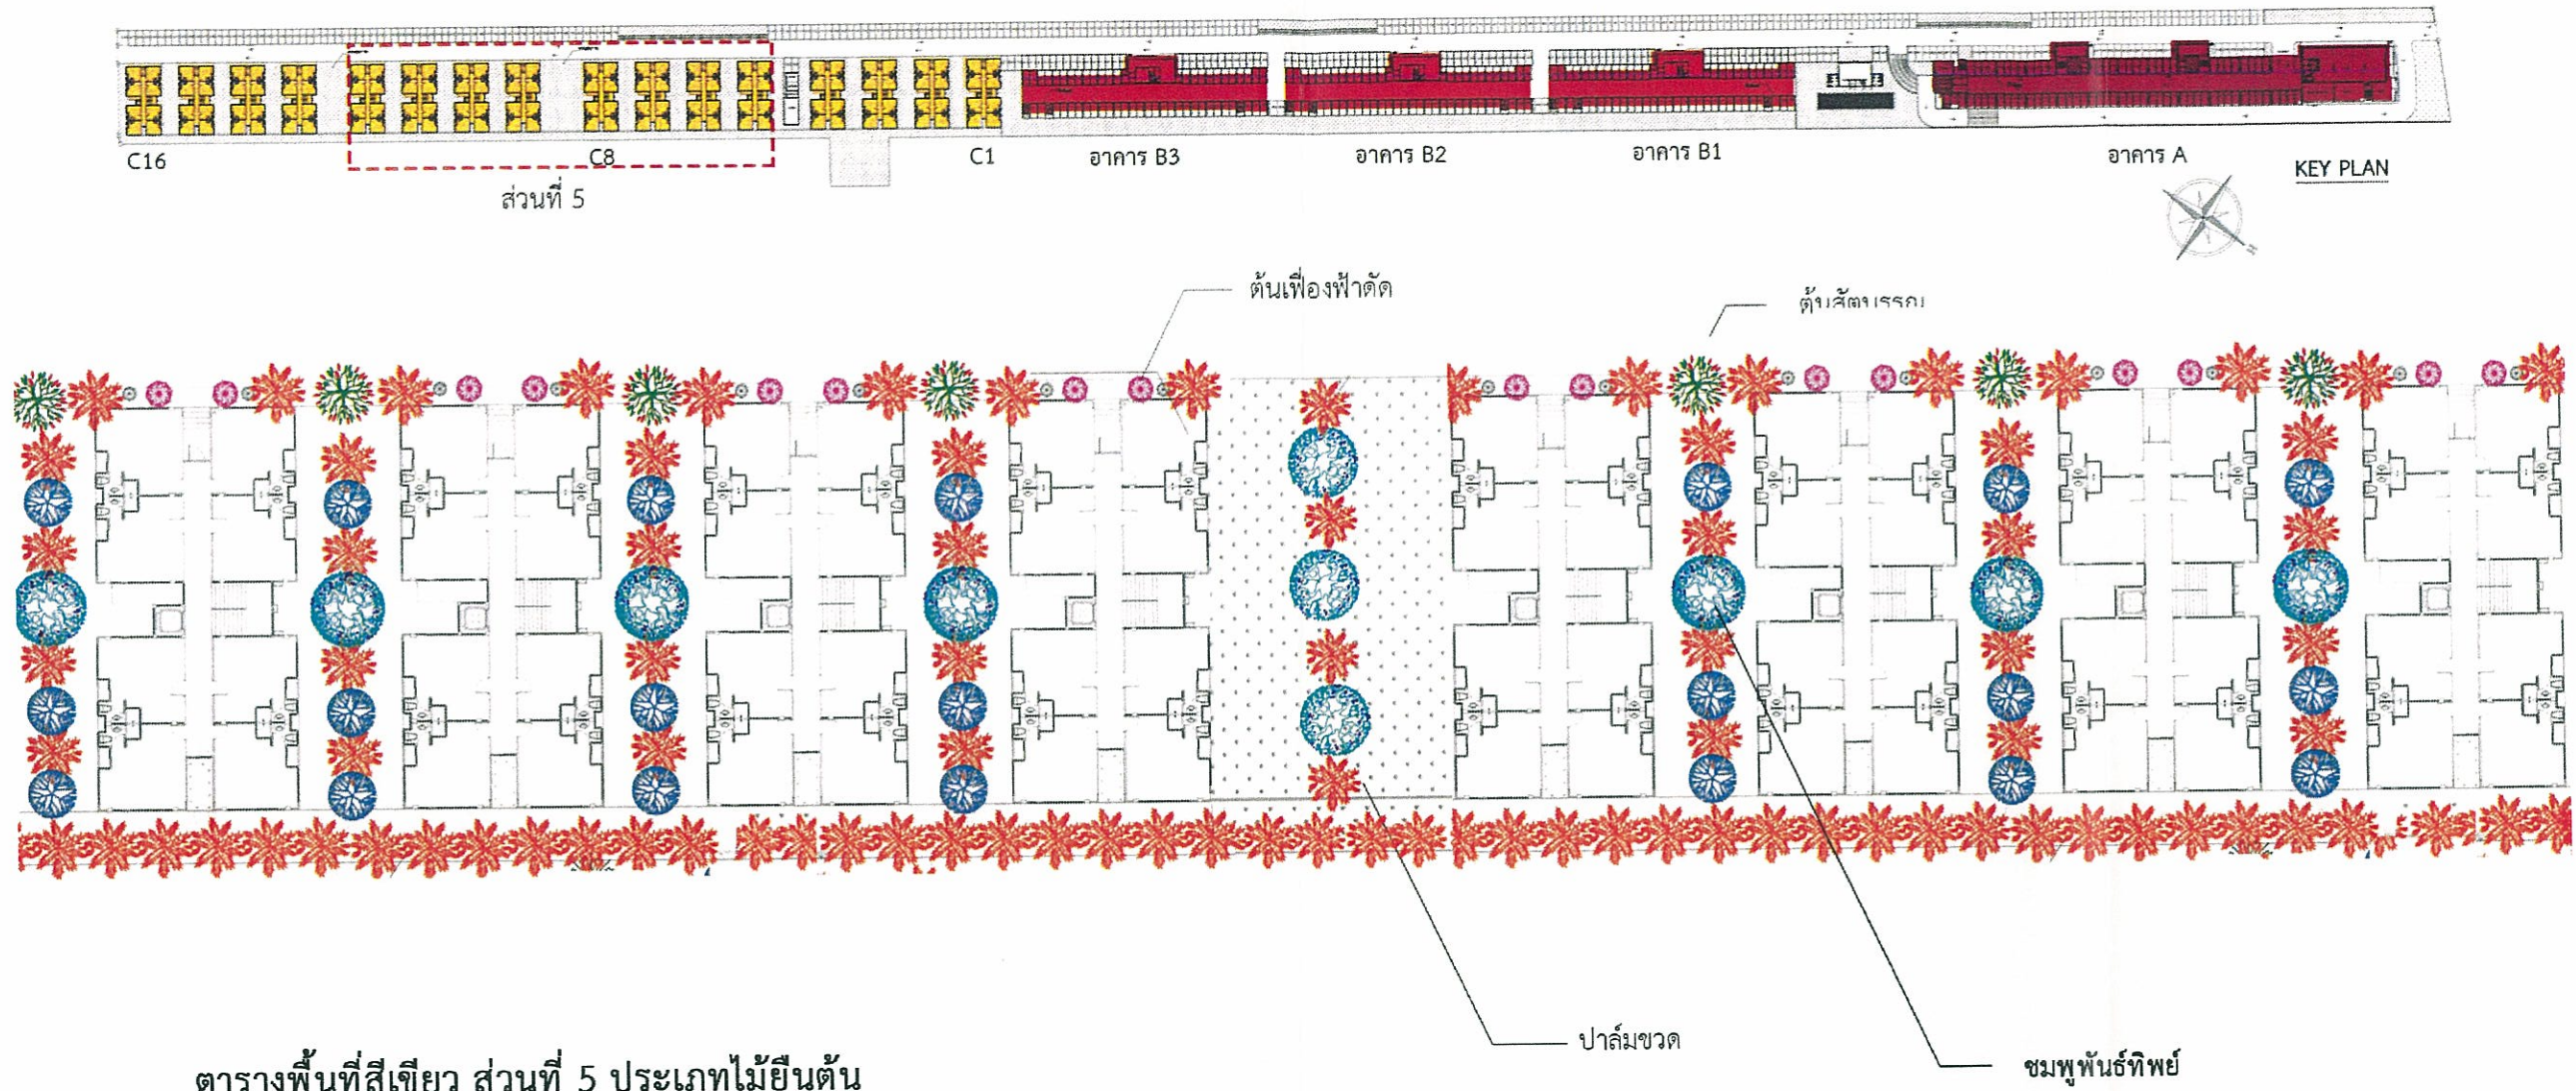 C16
C8
C1
อาคาร B3
อาคาร B2
อาคาร B1
อาคาร A
KEY PLAN
ส่วนที่ 5
ต้นเฟื่องฟ้าดัด
ปาล์มขวด
ชมพูพันธ์ทิพย์
ตารางพื้นที่สีเขียว ส่วนที่ 5 ประเภทไม้ยืนต้น